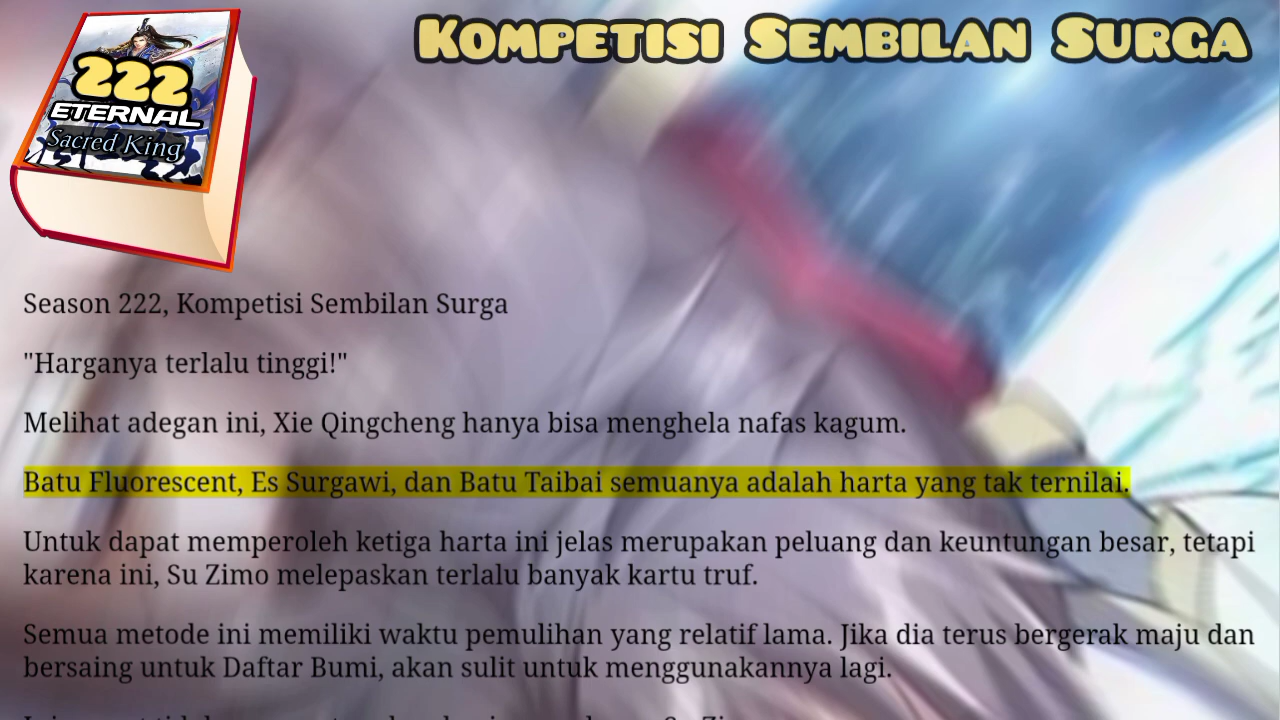 Kompetisi Sembilan Surga
222
ETERNAL
Sacred King
Season 222, Kompetisi Sembilan Surga
"Harganya terlalu tinggi!"
Melihat adegan ini, Xie Qingcheng hanya bisa menghela nafas kagum.
Batu Fluorescent, Es Surgawi, dan Batu Taibai semuanya adalah harta yang tak ternilai.
Untuk dapat memperoleh ketiga harta ini jelas merupakan peluang dan keuntungan besar, tetapi
karena ini, Su Zimo melepaskan terlalu banyak kartu truf.
Semua metode ini memiliki waktu pemulihan yang relatif lama. Jika dia terus bergerak maju dan
bersaing untuk Daftar Bumi, akan sulit untuk menggunakannya lagi.